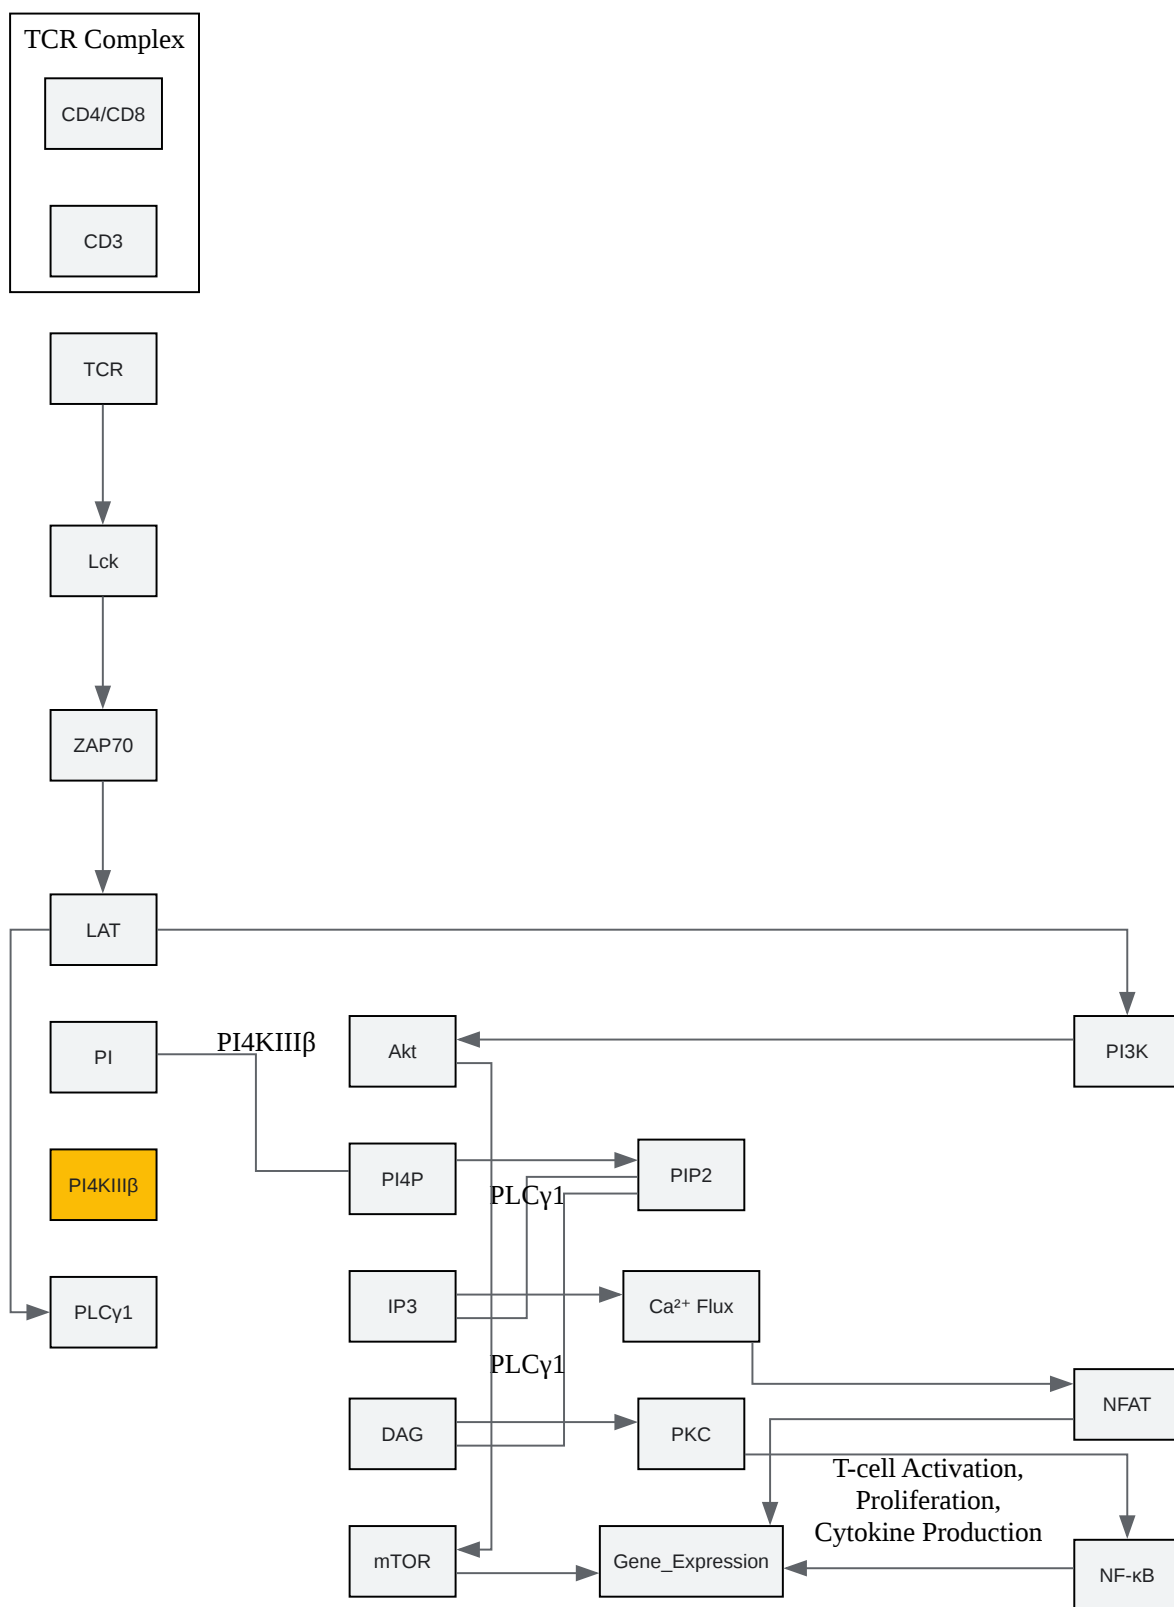 TCR Complex
CD4/CD8
CD3
TCR
Lck
ZAP70
LAT
PI
PI4KIIIβ
Akt
PI3K
PI4KIIIβ
PI4P
PIP2
PLCγ1
PLCγ1
IP3
Ca²⁺ Flux
PLCγ1
DAG
PKC
NFAT
T-cell Activation,
Proliferation,
Cytokine Production
mTOR
Gene_Expression
NF-κB